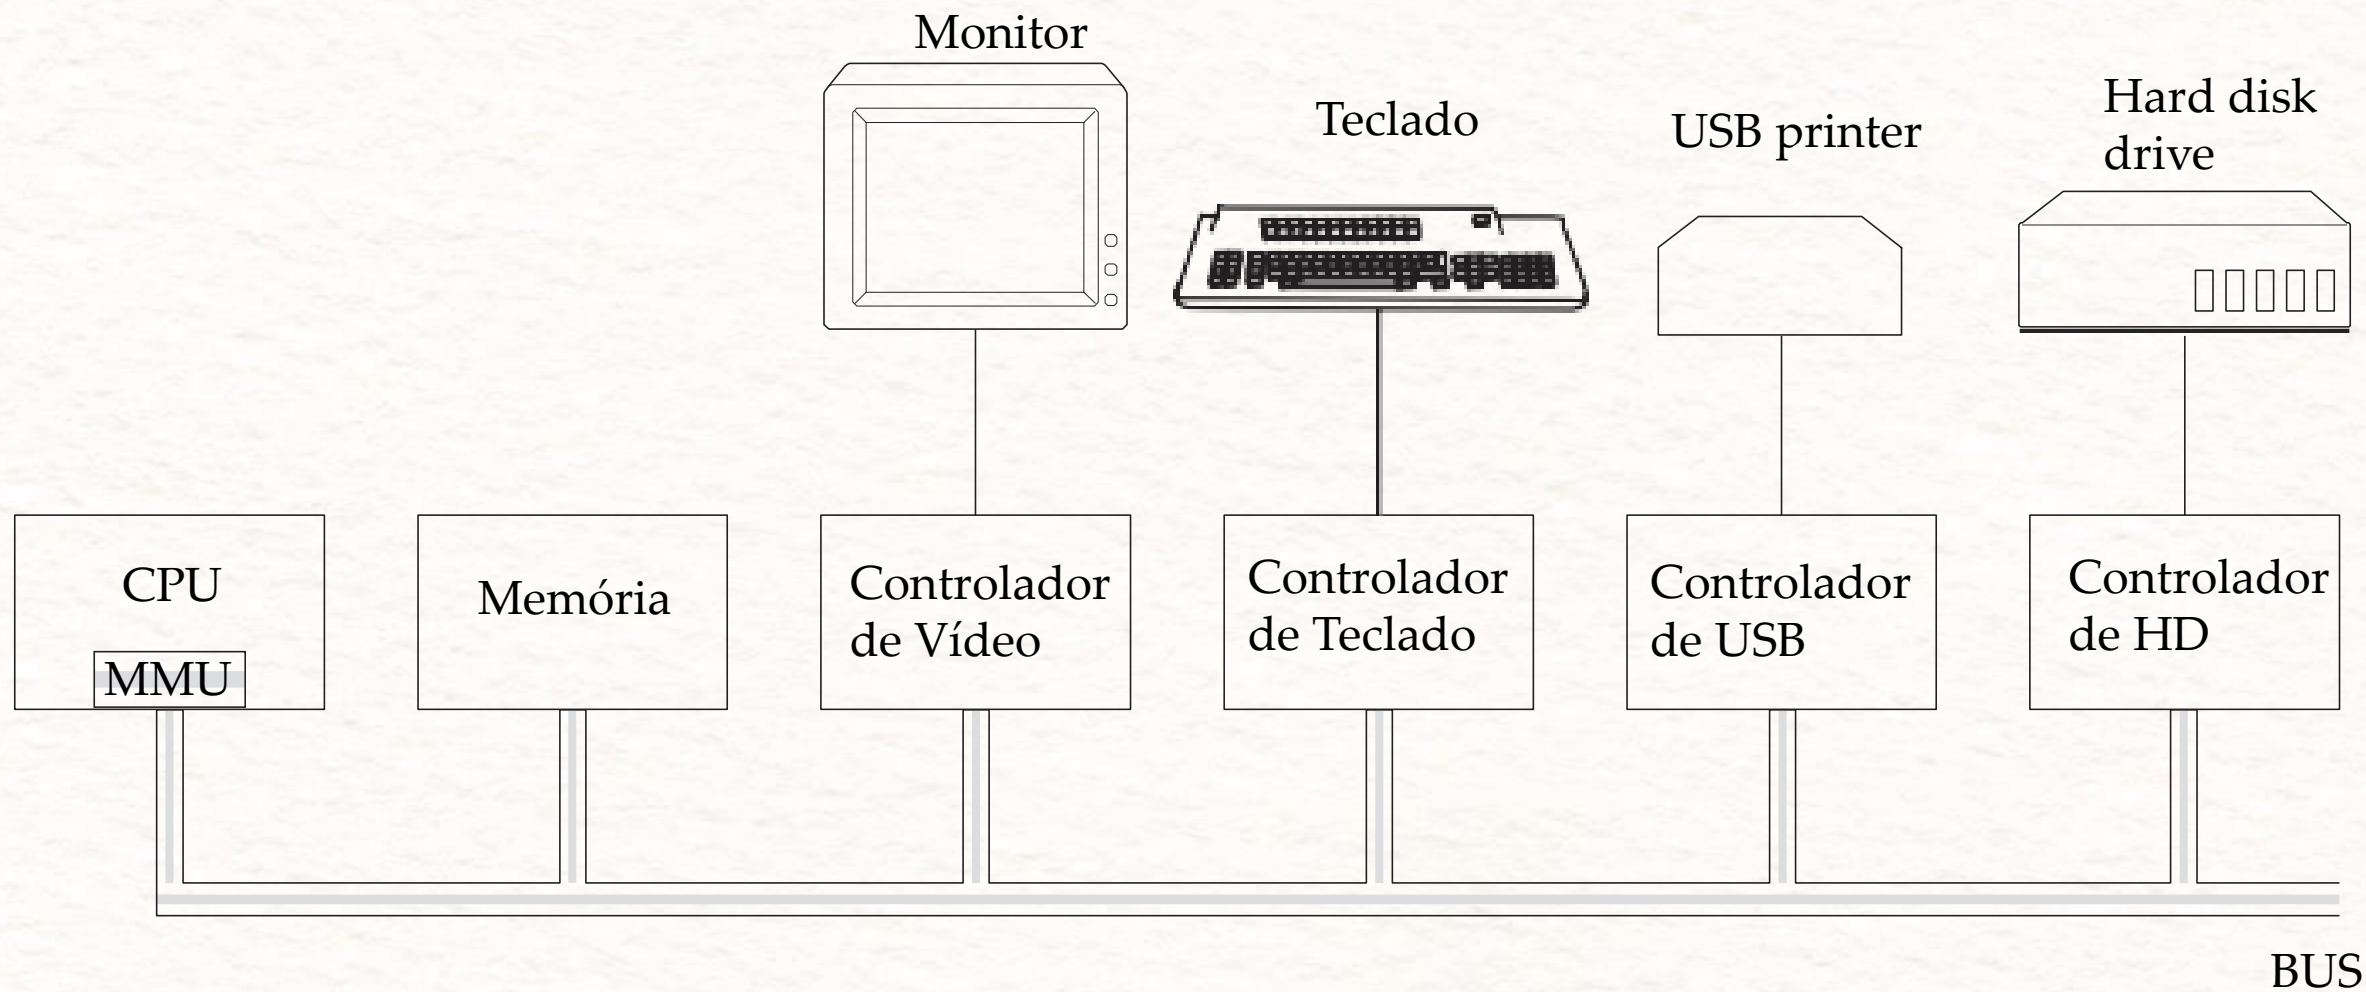 Monitor
Teclado
USB printer
Hard disk
drive
CPU
MMU
Memória
Controlador
de Vídeo
Controlador
de Teclado
Controlador
de USB
Controlador
de HD
BUS